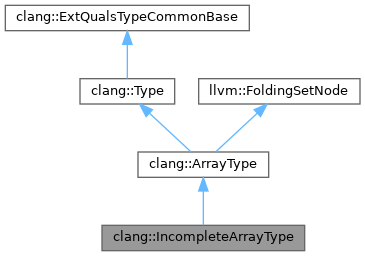 clang::ExtQualsTypeCommonBase
clang::Type
llvm::FoldingSetNode
clang::ArrayType
clang::IncompleteArrayType